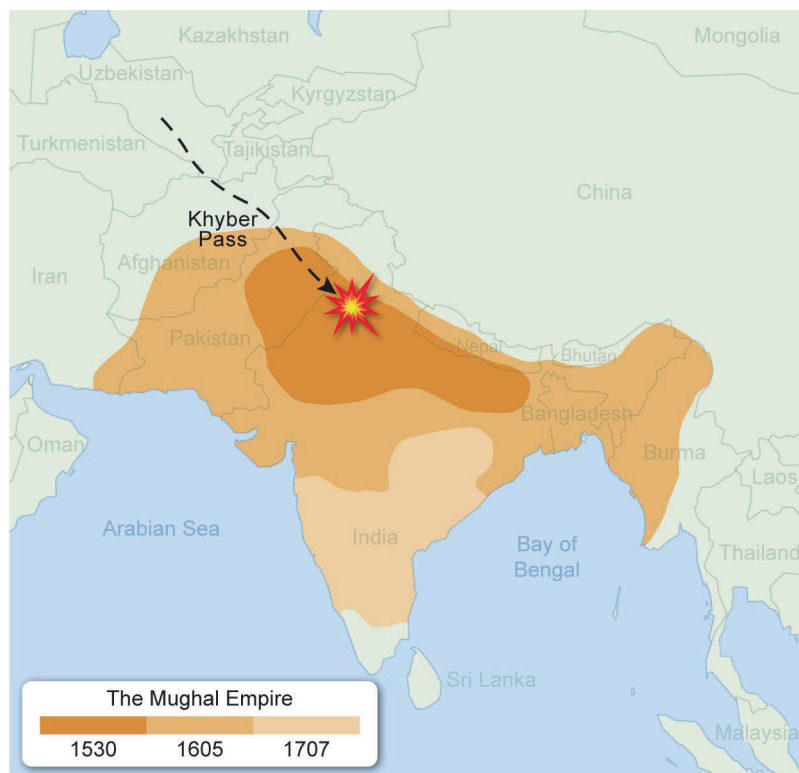 Kazakhstan
Mongolia
Uzbekistan
Kyrgyzstan
Turkmenistan
Tajikistan
China
Khyber
Pass
Afghanistan
Iran
Pakistan
Nepal
Bhutan
Bangladesh
Oman
Burma
Laos
Arabian Sea
India
Bay of
Bengal
Thailand
Sri Lanka
The Mughal Empire
1530
1605
1707
Malaysia